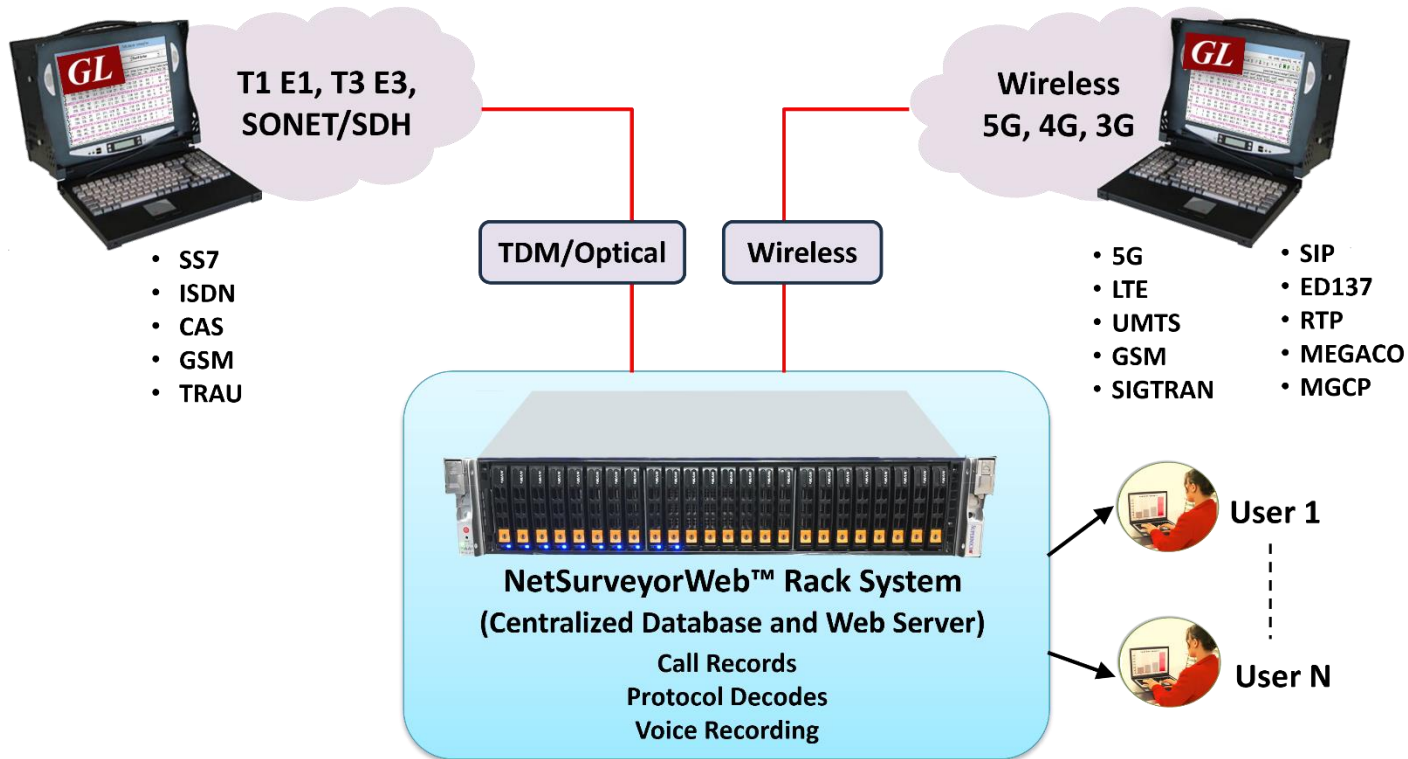 GL
T1 E1, T3 E3,
SONET/SDH
Wireless
5G, 4G, 3G
GL
TDM/Optical
Wireless
• SS7
• ISDN
• CAS
• GSM
• TRAU
• 5G
• LTE
• UMTS
• GSM
• SIGTRAN
• SIP
• ED137
• RTP
• MEGACO
• MGCP
NetSurveyorWeb™ Rack System
(Centralized Database and Web Server)
Call Records
Protocol Decodes
Voice Recording
User 1
User N